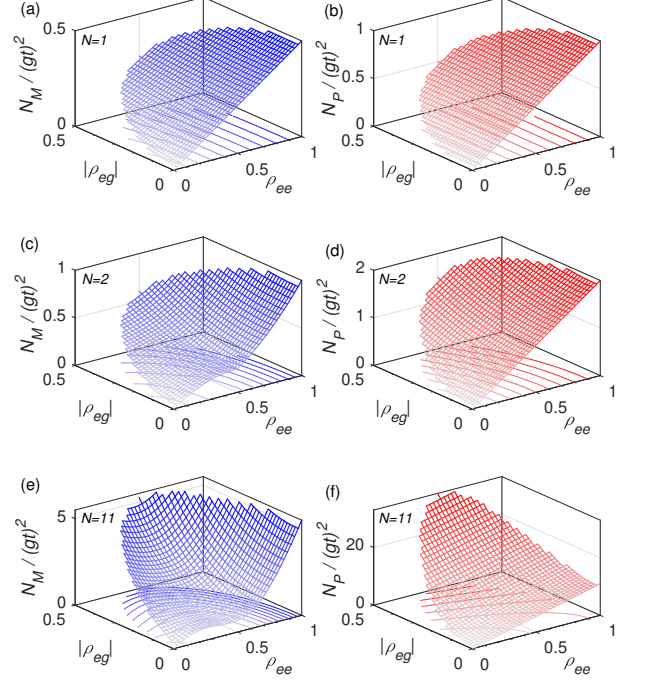 (a)
N=1
N_M / (gt)^2
0.5
0
0.5
|ρ_eg|
0
0
0.5
1
ρ_ee
(b)
N=1
N_P / (gt)^2
1
0.5
0
0.5
|ρ_eg|
0
0
0.5
1
ρ_ee
(c)
N=2
N_M / (gt)^2
1
0.5
0
0.5
|ρ_eg|
0
0
0.5
1
ρ_ee
(d)
N=2
N_P / (gt)^2
2
1
0
0.5
|ρ_eg|
0
0
0.5
1
ρ_ee
(e)
N=11
N_M / (gt)^2
5
0
0.5
|ρ_eg|
0
0
0.5
1
ρ_ee
(f)
N=11
N_P / (gt)^2
20
0
0.5
|ρ_eg|
0
0
0.5
1
ρ_ee